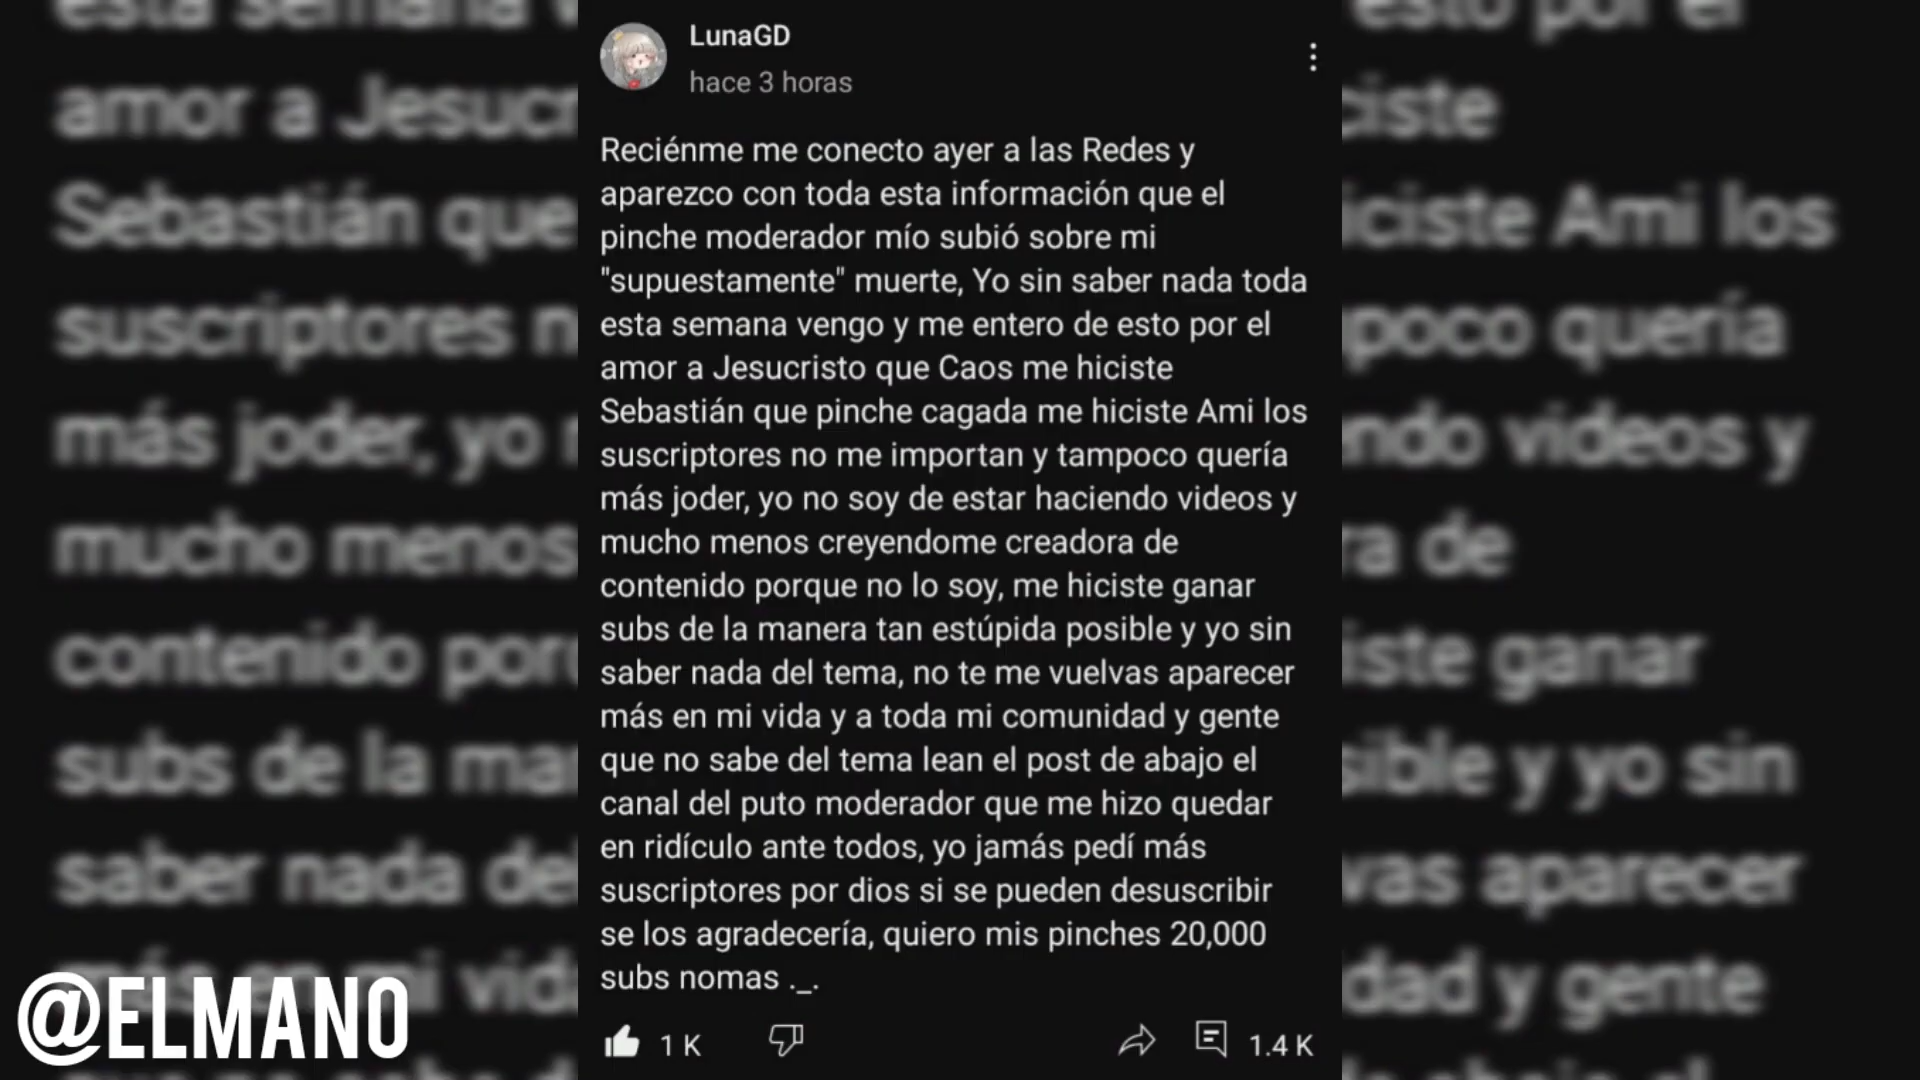 LunaGD
hace 3 horas
Reciénme me conecto ayer a las Redes y
aparezco con toda esta información que el
pinche moderador mío subió sobre mi
"supuestamente" muerte, Yo sin saber nada toda
esta semana vengo y me entero de esto por el
amor a Jesucristo que Caos me hiciste
Sebastián que pinche cagada me hiciste Ami los
suscriptores no me importan y tampoco quería
más joder, yo no soy de estar haciendo videos y
mucho menos creyendome creadora de
contenido porque no lo soy, me hiciste ganar
subs de la manera tan estúpida posible y yo sin
saber nada del tema, no te me vuelvas aparecer
más en mi vida y a toda mi comunidad y gente
que no sabe del tema lean el post de abajo el
canal del puto moderador que me hizo quedar
en ridículo ante todos, yo jamás pedí más
suscriptores por dios si se pueden desuscribir
se los agradecería, quiero mis pinches 20,000
subs nomas ._.
1 K
1.4 K
@ELMANO